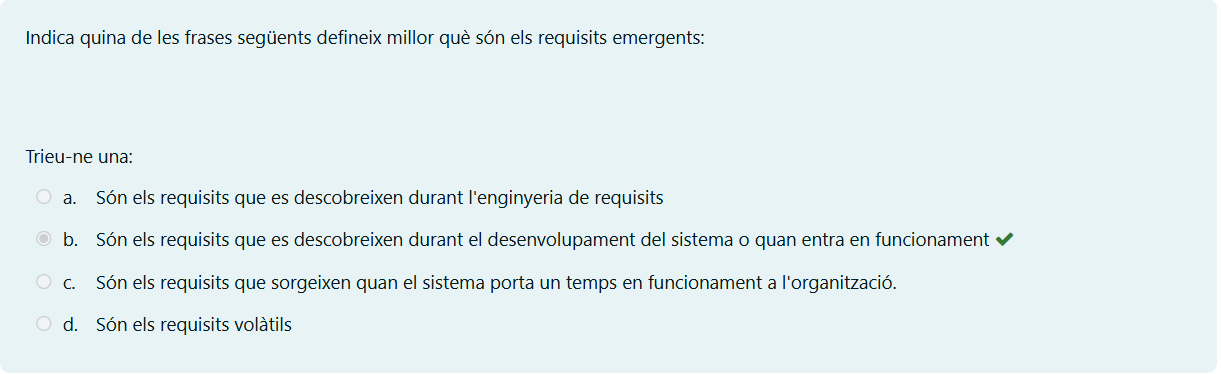 Indica quina de les frases següents defineix millor què són els requisits emergents:
Trieu-ne una:
a. Són els requisits que es descobreixen durant l'enginyeria de requisits
b. Són els requisits que es descobreixen durant el desenvolupament del sistema o quan entra en funcionament
c. Són els requisits que sorgeixen quan el sistema porta un temps en funcionament a l'organització.
d. Són els requisits volàtils